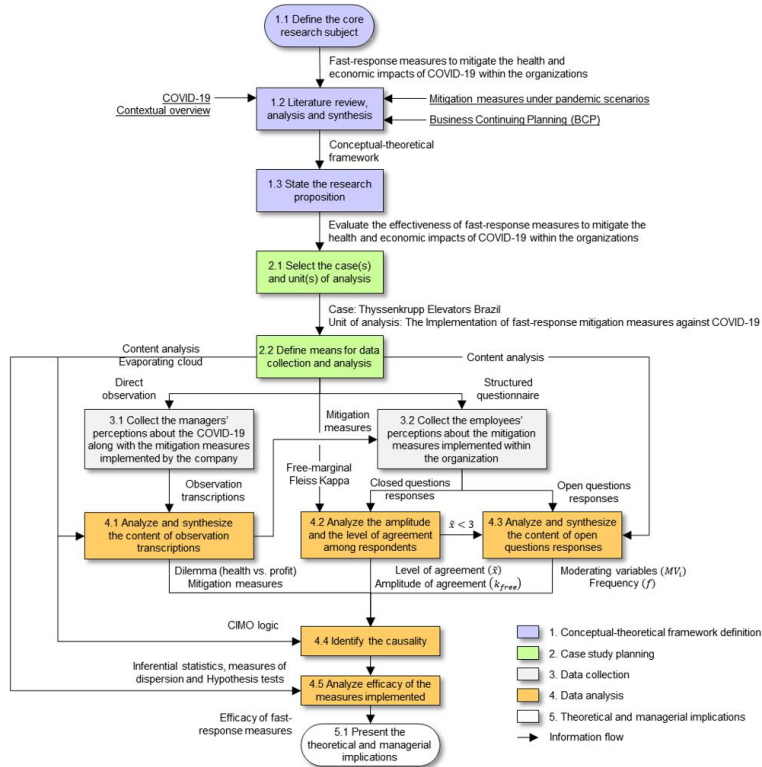 1.1 Define the core
research subject
Fast-response measures to mitigate the health and
economic impacts of COVID-19 within the organizations
COVID-19
Contextual overview
1.2 Literature review,
analysis and synthesis
Mitigation measures under pandemic scenarios
Business Continuing Planning (BCP)
Conceptual-theoretical
framework
1.3 State the research
proposition
Evaluate the effectiveness of fast-response measures to mitigate the
health and economic impacts of COVID-19 within the organizations
2.1 Select the case(s)
and unit(s) of analysis
Case: Thyssenkrupp Elevators Brazil
Unit of analysis: The Implementation of fast-response mitigation measures against COVID-19
Content analysis
Evaporating cloud
2.2 Define means for data
collection and analysis
Content analysis
Direct
observation
Structured
questionnaire
3.1 Collect the managers'
perceptions about the COVID-19
along with the mitigation measures
implemented by the company
Mitigation
measures
3.2 Collect the employees'
perceptions about the mitigation
measures implemented within
the organization
Observation
transcriptions
Free-marginal
Fleiss Kappa
Closed questions
responses
Open questions
responses
4.1 Analyze and synthesize
the content of observation
transcriptions
4.2 Analyze the amplitude
and the level of agreement
among respondents
x̃ < 3
4.3 Analyze and synthesize
the content of open
questions responses
Dilemma (health vs. profit)
Mitigation measures
Level of agreement (x̃)
Amplitude of agreement (k_free)
Moderating variables (MV_i)
Frequency (f)
CIMO logic
4.4 Identify the causality
Inferential statistics, measures of
dispersion and Hypothesis tests
4.5 Analyze efficacy of the
measures implemented
Efficacy of fast-
response measures
5.1 Present the
theoretical and managerial
implications
1. Conceptual-theoretical framework definition
2. Case study planning
3. Data collection
4. Data analysis
5. Theoretical and managerial implications
Information flow